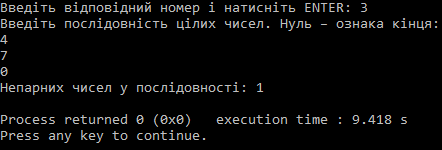 Введіть відповідний номер і натисніть ENTER: 3
Введіть послідовність цілих чисел. Нуль – ознака кінця:
4
7
0
Непарних чисел у послідовності: 1
Process returned 0 (0x0)   execution time : 9.418 s
Press any key to continue.